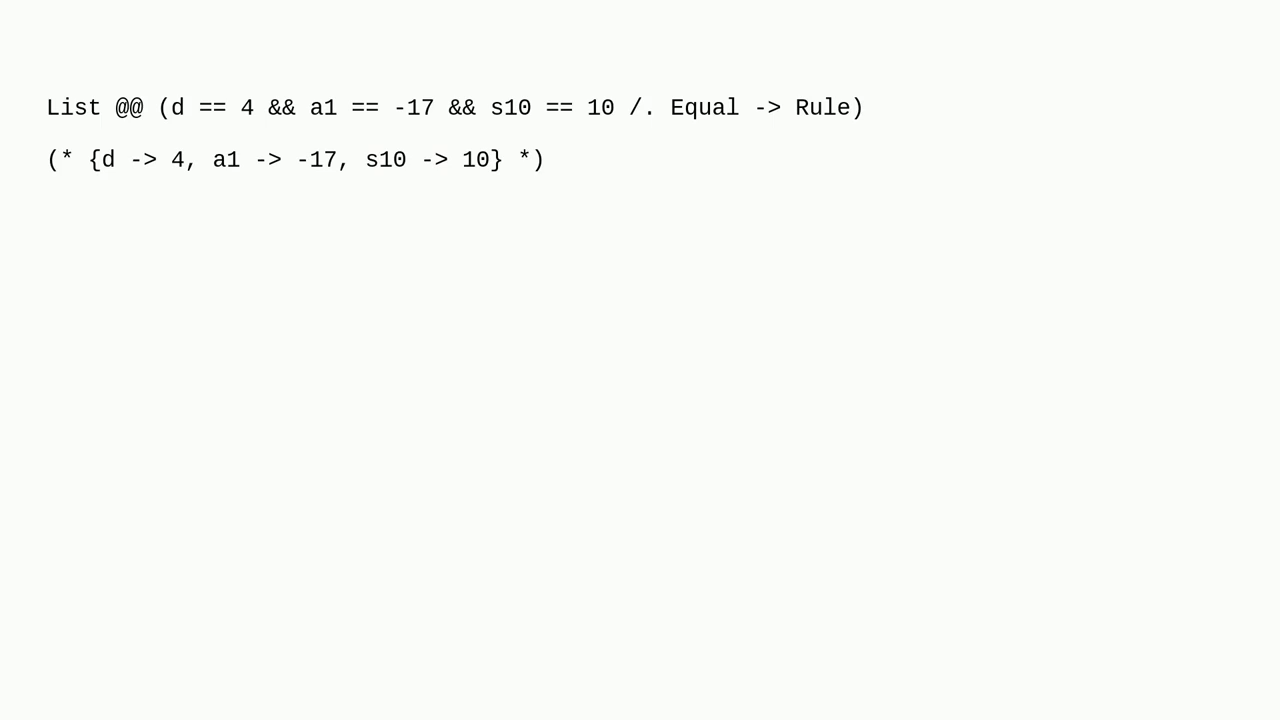 List @@ (d == 4 && a1 == -17 && s10 == 10 /. Equal -> Rule)
(* {d -> 4, a1 -> -17, s10 -> 10} *)